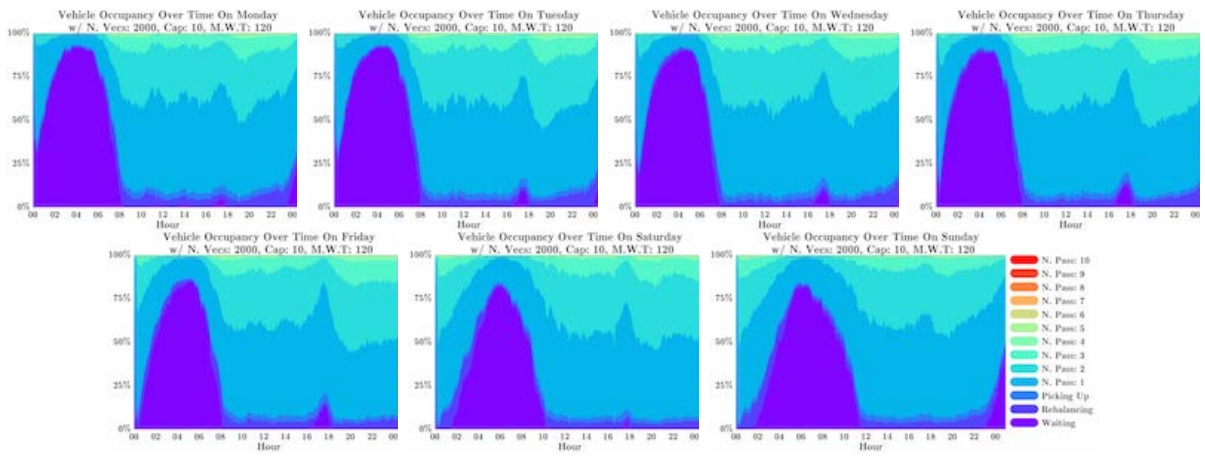 Vehicle Occupancy Over Time On Monday
w/ N. Vecs: 2000, Cap: 10, M.W.T: 120
100%
75%
50%
25%
0%
00 02 04 06 08 10 12 14 16 18 20 22 00
Hour
Vehicle Occupancy Over Time On Tuesday
w/ N. Vecs: 2000, Cap: 10, M.W.T: 120
100%
75%
50%
25%
0%
00 02 04 06 08 10 12 14 16 18 20 22 00
Hour
Vehicle Occupancy Over Time On Wednesday
w/ N. Vecs: 2000, Cap: 10, M.W.T: 120
100%
75%
50%
25%
0%
00 02 04 06 08 10 12 14 16 18 20 22 00
Hour
Vehicle Occupancy Over Time On Thursday
w/ N. Vecs: 2000, Cap: 10, M.W.T: 120
100%
75%
50%
25%
0%
00 02 04 06 08 10 12 14 16 18 20 22 00
Hour
Vehicle Occupancy Over Time On Friday
w/ N. Vecs: 2000, Cap: 10, M.W.T: 120
100%
75%
50%
25%
0%
00 02 04 06 08 10 12 14 16 18 20 22 00
Hour
Vehicle Occupancy Over Time On Saturday
w/ N. Vecs: 2000, Cap: 10, M.W.T: 120
100%
75%
50%
25%
0%
00 02 04 06 08 10 12 14 16 18 20 22 00
Hour
Vehicle Occupancy Over Time On Sunday
w/ N. Vecs: 2000, Cap: 10, M.W.T: 120
100%
75%
50%
25%
0%
00 02 04 06 08 10 12 14 16 18 20 22 00
Hour
N. Pass: 10
N. Pass: 9
N. Pass: 8
N. Pass: 7
N. Pass: 6
N. Pass: 5
N. Pass: 4
N. Pass: 3
N. Pass: 2
N. Pass: 1
Picking Up
Rebalancing
Waiting